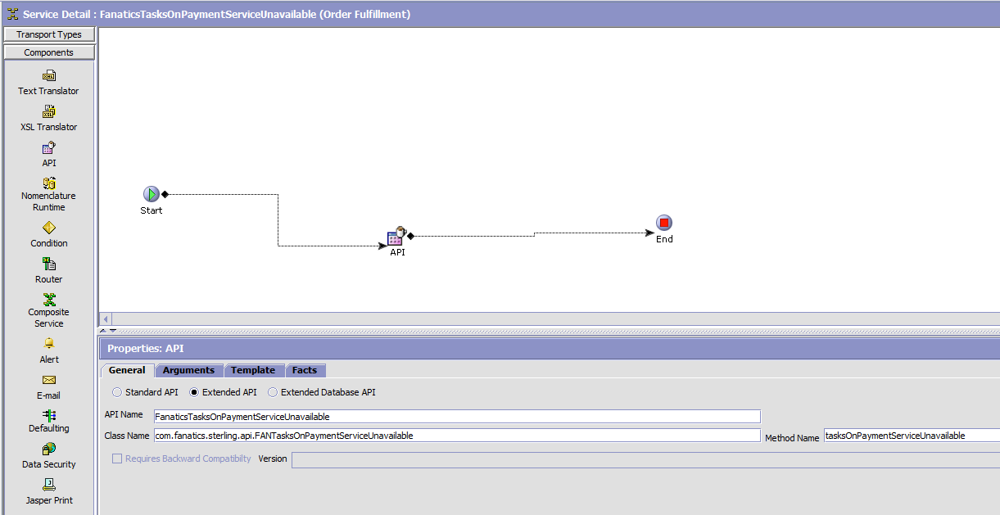 Service Detail : FanaticsTasksOnPaymentServiceUnavailable (Order Fulfillment)
Transport Types
Components
Text Translator
XSL Translator
API
Nomenclature
Runtime
Condition
Router
Composite
Service
Alert
E-mail
Defaulting
Data Security
Jasper Print
Start
API
End
Properties: API
General Arguments Template Facts
Standard API Extended API Extended Database API
API Name FanaticsTasksOnPaymentServiceUnavailable
Class Name com.fanatics.sterling.api.FANTasksOnPaymentServiceUnavailable Method Name tasksOnPaymentServiceUnavailable
Requires Backward Compatibilty Version